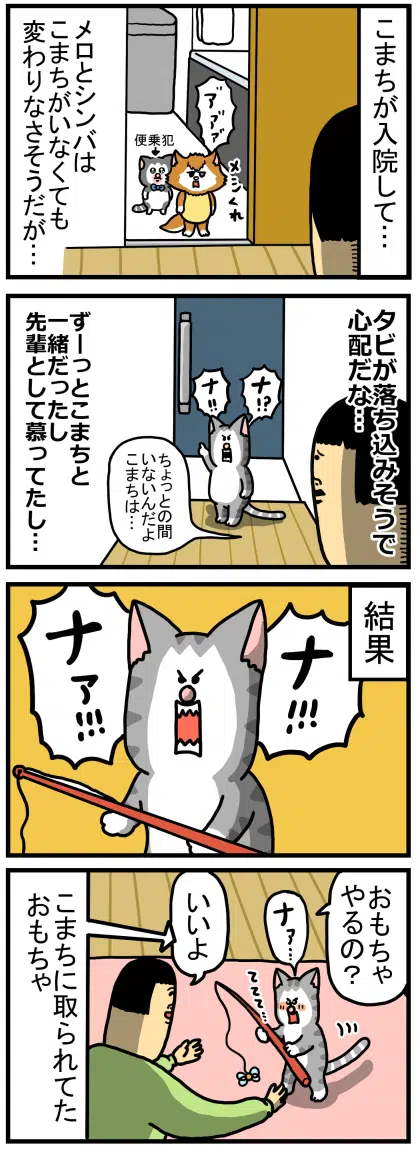 こまちが入院して…
ア゛ァァァ
メシくれ
便乗犯
メロとシンバは
こまちがいなくても
変わりなさそうだが…
タビが落ち込みそうで
心配だな…
ナ!?
ナ!!
ちょっとの間
いないんだよ
こまちは…
ずーっとこまちと
一緒だったし
先輩として慕ってたし…
結果
ナ!!!
ナァ!!!
おもちゃ
やるの?
ナァ…
いいよ
テテテ…
こまちに取られてた
おもちゃ